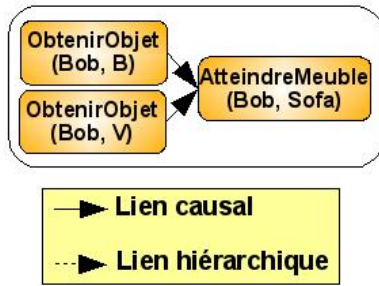 ObtenirObjet
(Bob, B)
AtteindreMeuble
(Bob, Sofa)
ObtenirObjet
(Bob, V)
Lien causal
Lien hiérarchique